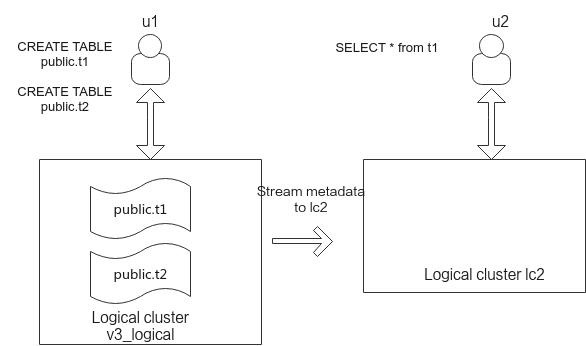 u1
CREATE TABLE
public.t1
CREATE TABLE
public.t2
u2
SELECT * from t1
public.t1
public.t2
Logical cluster
v3_logical
Stream metadata
to lc2
Logical cluster lc2